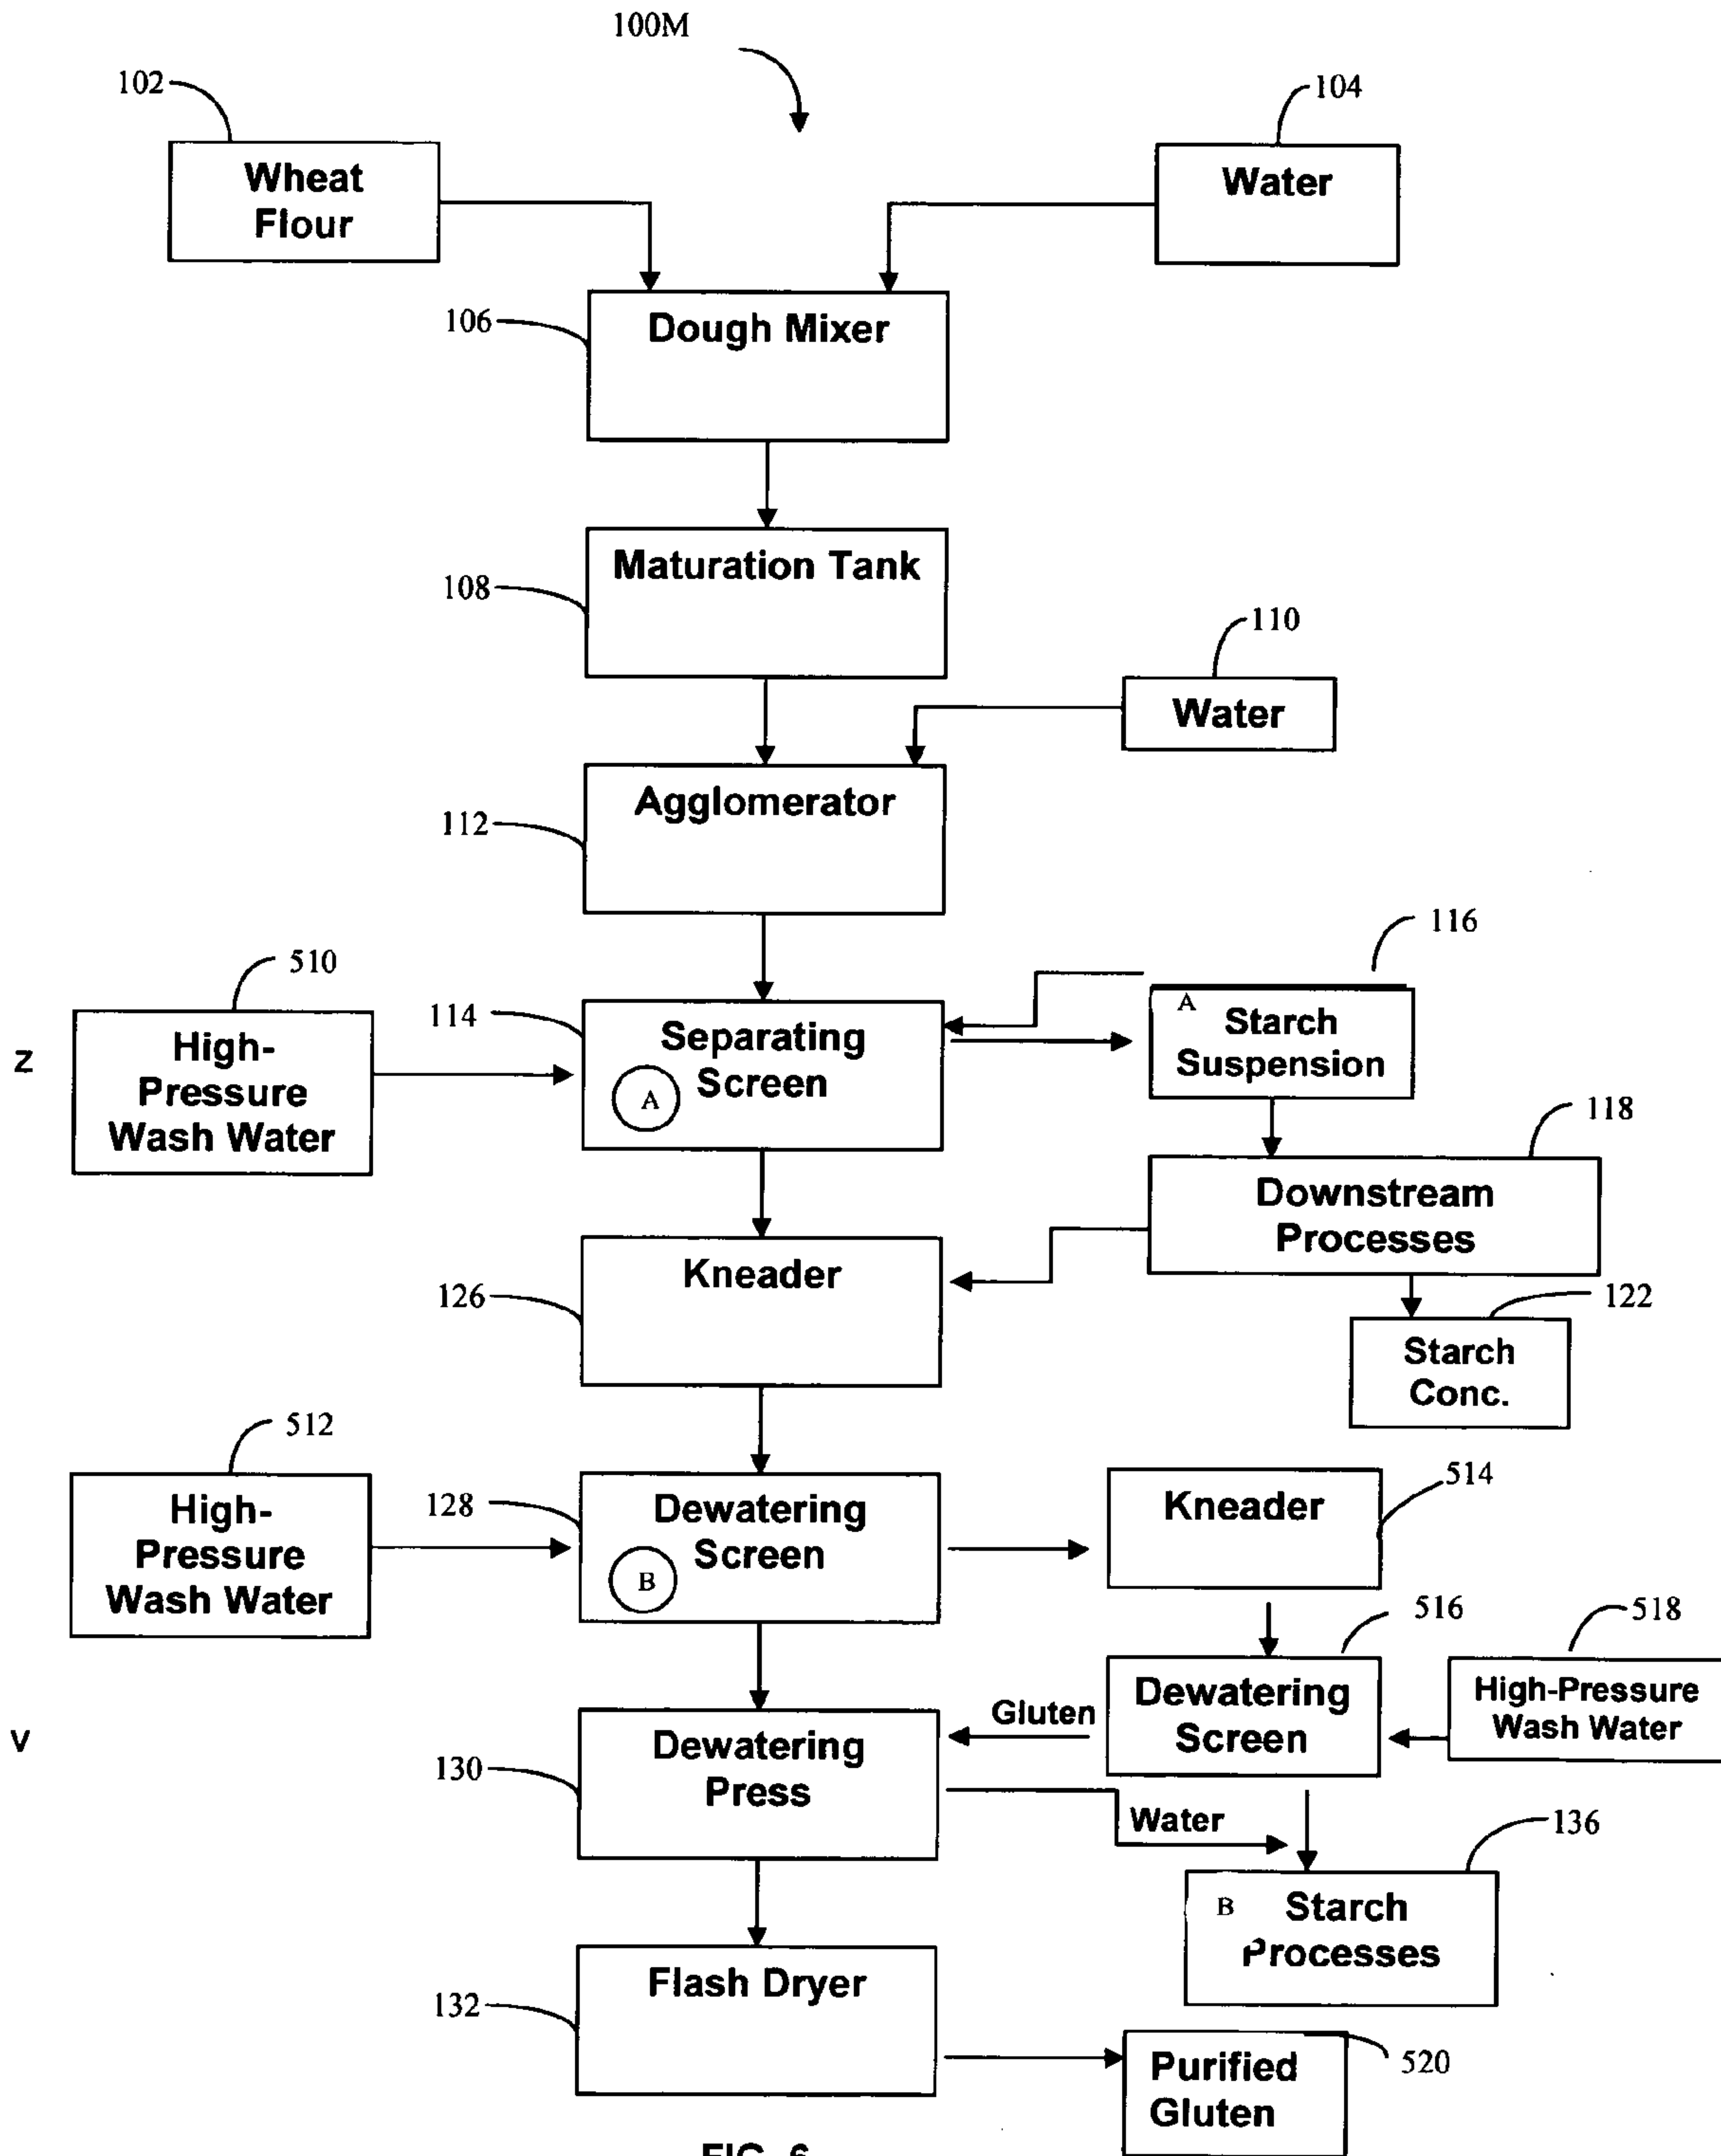 100M
102
104
Wheat
Flour
Water
106
Dough Mixer
108
Maturation Tank
110
Water
112
Agglomerator
116
510
114
Z
High-
Pressure
Wash Water
Separating
Screen
A
A
Starch
Suspension
118
Downstream
Processes
126
Kneader
122
Starch
Conc.
512
128
High-
Pressure
Wash Water
Dewatering
Screen
B
Kneader
514
516
518
V
130
Dewatering
Press
Gluten
Dewatering
Screen
High-Pressure
Wash Water
Water
136
B
Starch
Processes
132
Flash Dryer
Purified
Gluten
520
FIG. 6